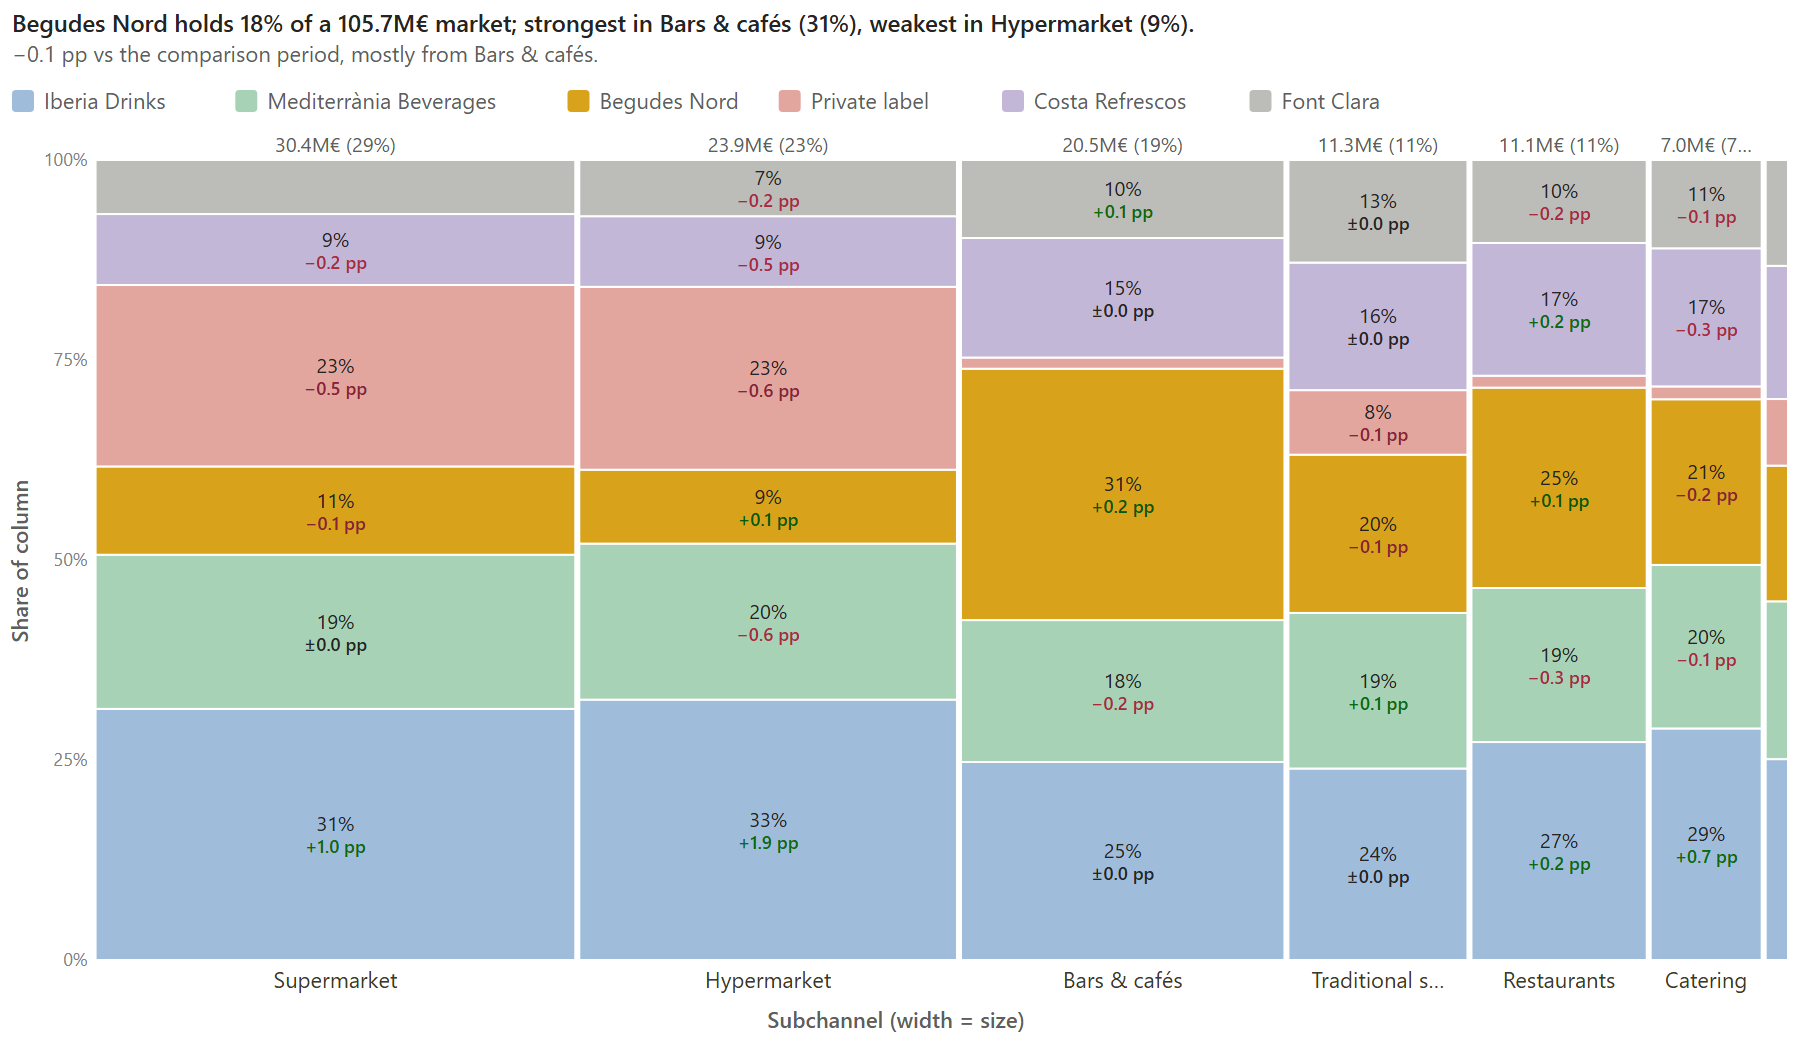 Begudes Nord holds 18% of a 105.7M€ market; strongest in Bars & cafés (31%), weakest in Hypermarket (9%).
−0.1 pp vs the comparison period, mostly from Bars & cafés.
Iberia Drinks
Mediterrània Beverages
Begudes Nord
Private label
Costa Refrescos
Font Clara
30.4M€ (29%)
23.9M€ (23%)
20.5M€ (19%)
11.3M€ (11%)
11.1M€ (11%)
7.0M€ (7...
100%
75%
50%
25%
0%
Share of column
9%
−0.2 pp
23%
−0.5 pp
11%
−0.1 pp
19%
±0.0 pp
31%
+1.0 pp
7%
−0.2 pp
9%
−0.5 pp
23%
−0.6 pp
9%
+0.1 pp
20%
−0.6 pp
33%
+1.9 pp
10%
+0.1 pp
15%
±0.0 pp
31%
+0.2 pp
18%
−0.2 pp
25%
±0.0 pp
13%
±0.0 pp
16%
±0.0 pp
8%
−0.1 pp
20%
−0.1 pp
19%
+0.1 pp
24%
±0.0 pp
10%
−0.2 pp
17%
+0.2 pp
25%
+0.1 pp
19%
−0.3 pp
27%
+0.2 pp
11%
−0.1 pp
17%
−0.3 pp
21%
−0.2 pp
20%
−0.1 pp
29%
+0.7 pp
Supermarket
Hypermarket
Bars & cafés
Traditional s...
Restaurants
Catering
Subchannel (width = size)